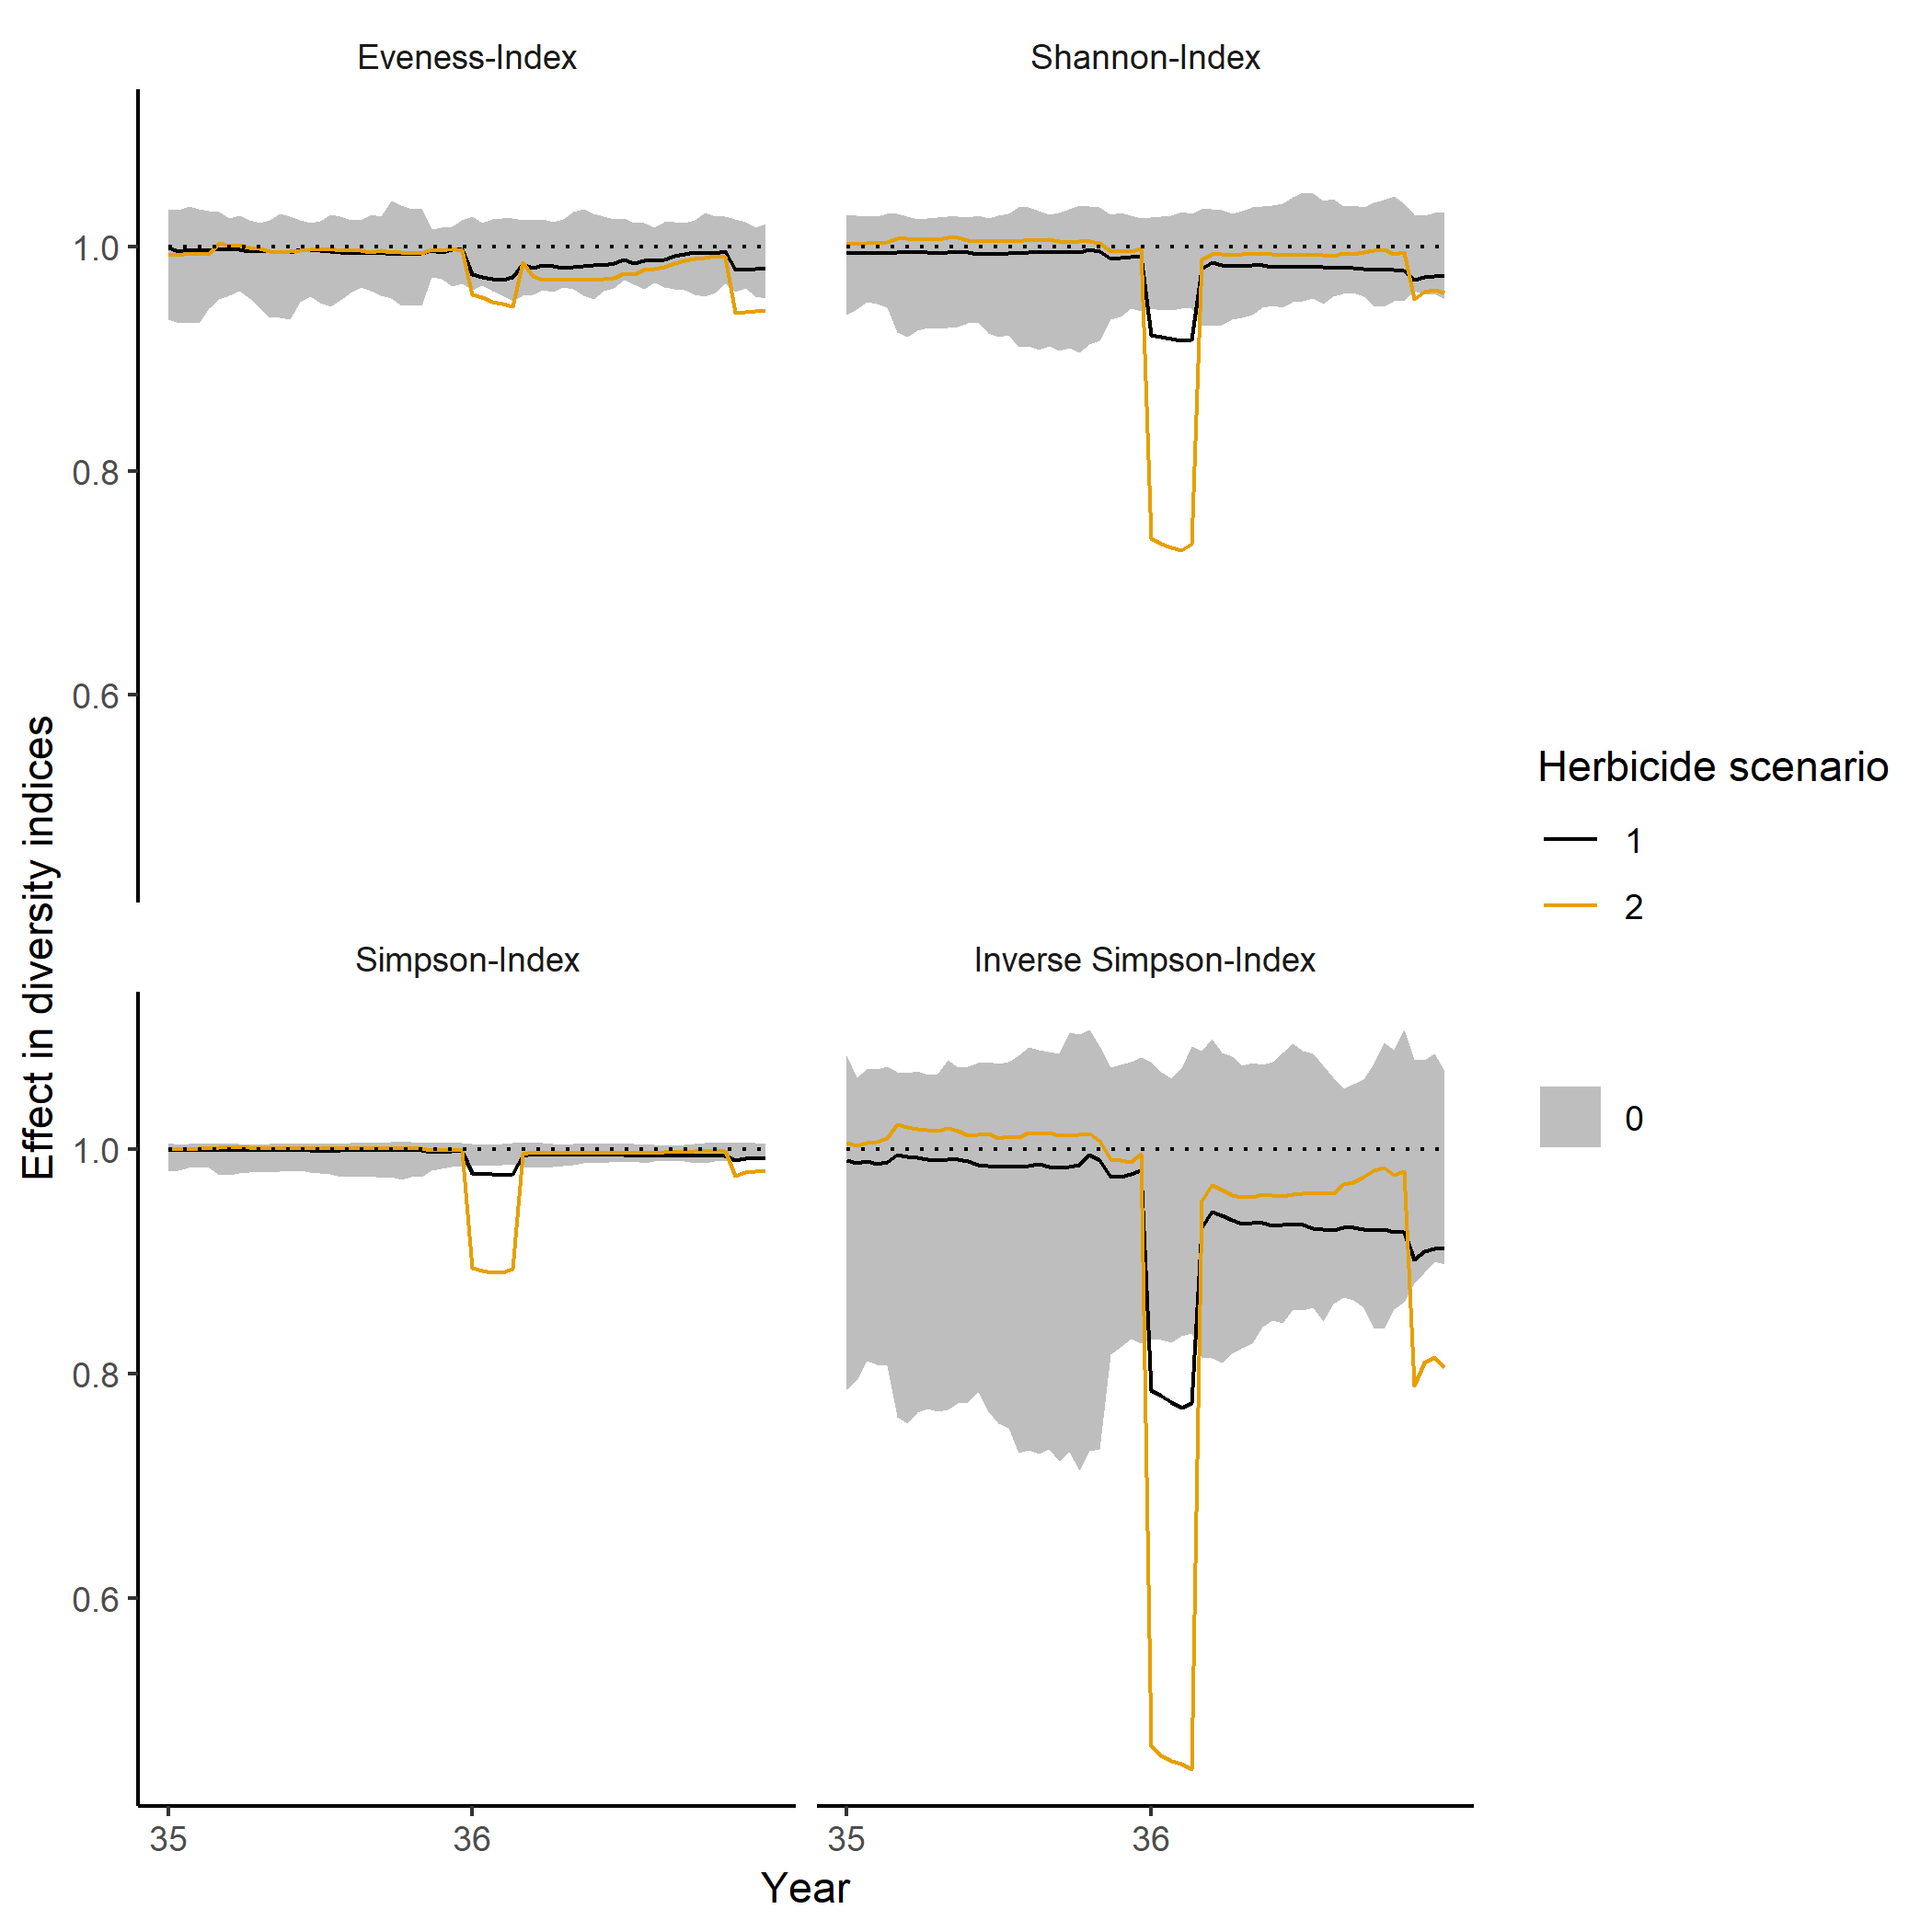 Eveness-Index
Shannon-Index
1.0
0.8
0.6
Simpson-Index
Inverse Simpson-Index
1.0
0.8
0.6
35
36
35
36
Year
Effect in diversity indices
Herbicide scenario
1
2
0